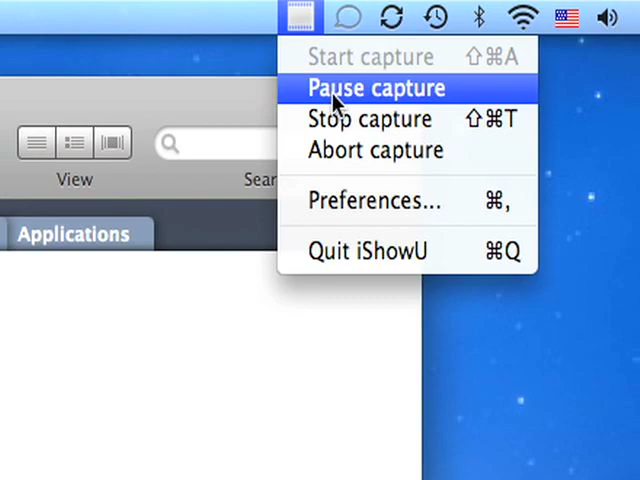 Start capture ⇧⌘A
Pause capture
Stop capture ⇧⌘T
Abort capture
Preferences... ⌘,
Quit iShowU ⌘Q
View
Sear
Applications